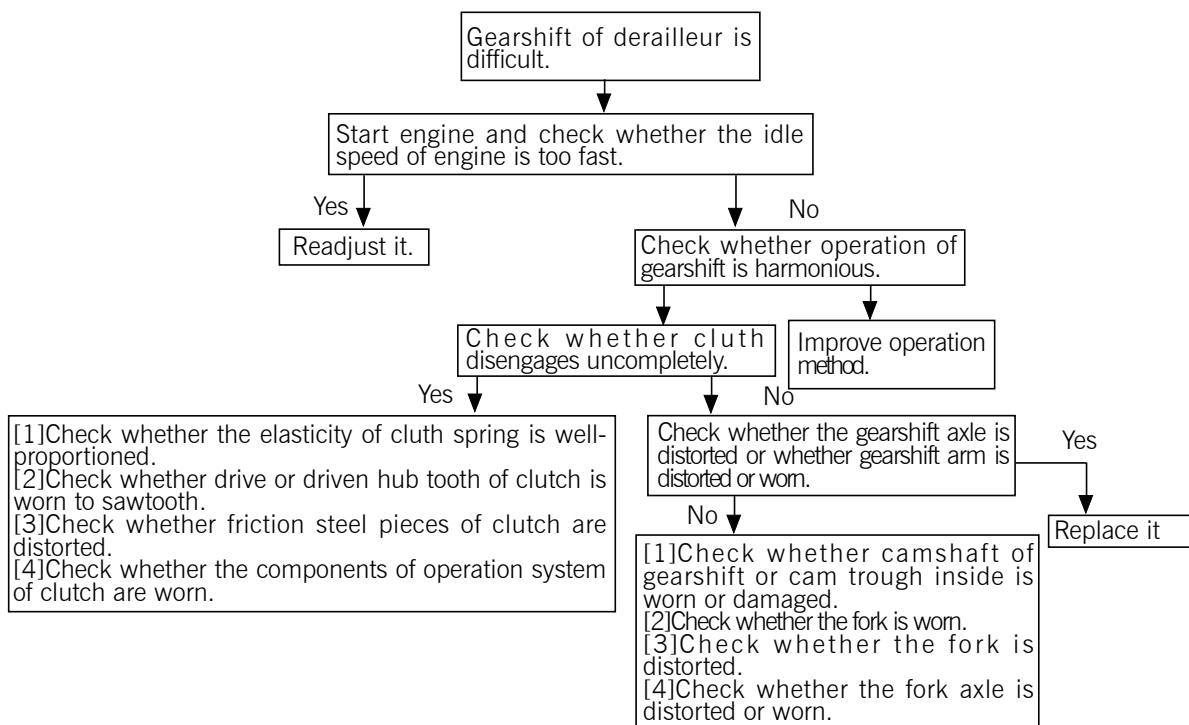 Gearshift of derailleur is
difficult.
Start engine and check whether the idle
speed of engine is too fast.
Yes
No
Readjust it.
Check whether operation of
gearshift is harmonious.
Check whether cluth
disengages uncompletely.
Improve operation
method.
Yes
No
[1]Check whether the elasticity of cluth spring is well-
proportioned.
[2]Check whether drive or driven hub tooth of clutch is
worn to sawtooth.
[3]Check whether friction steel pieces of clutch are
distorted.
[4]Check whether the components of operation system
of clutch are worn.
Check whether the gearshift axle is
distorted or whether gearshift arm is
distorted or worn.
Yes
No
Replace it
[1]Check whether camshaft of
gearshift or cam trough inside is
worn or damaged.
[2]Check whether the fork is worn.
[3]Check whether the fork is
distorted.
[4]Check whether the fork axle is
distorted or worn.